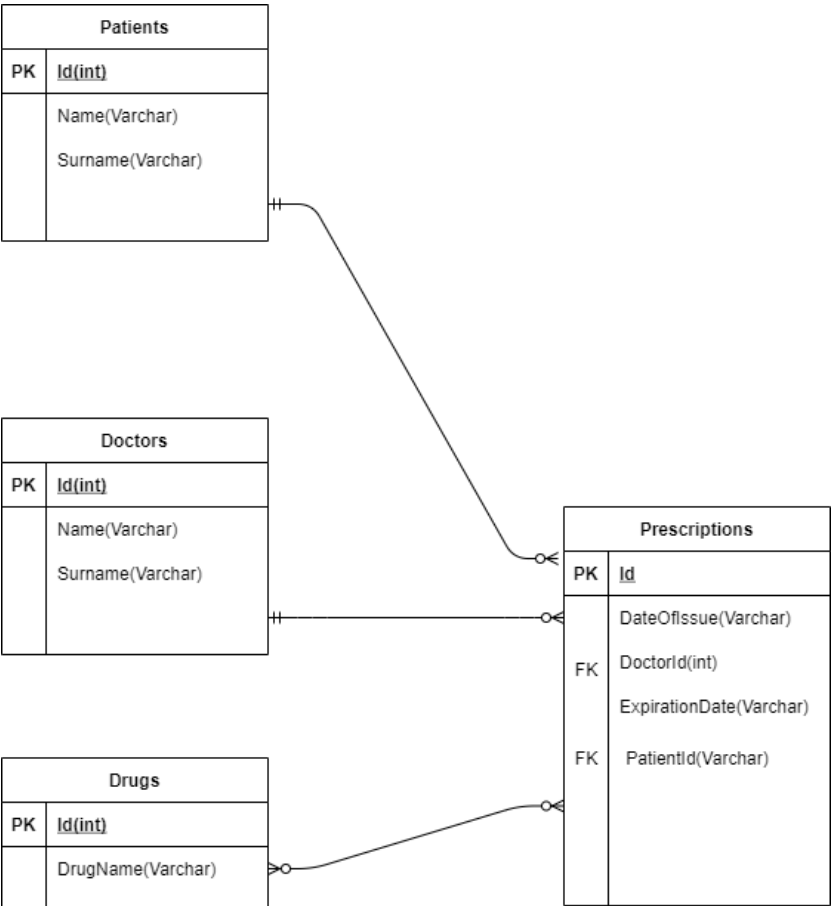 Patients
PK Id(int)
Name(Varchar)
Surname(Varchar)
Doctors
PK Id(int)
Name(Varchar)
Surname(Varchar)
Prescriptions
PK Id
DateOfIssue(Varchar)
FK DoctorId(int)
ExpirationDate(Varchar)
FK PatientId(Varchar)
Drugs
PK Id(int)
DrugName(Varchar)